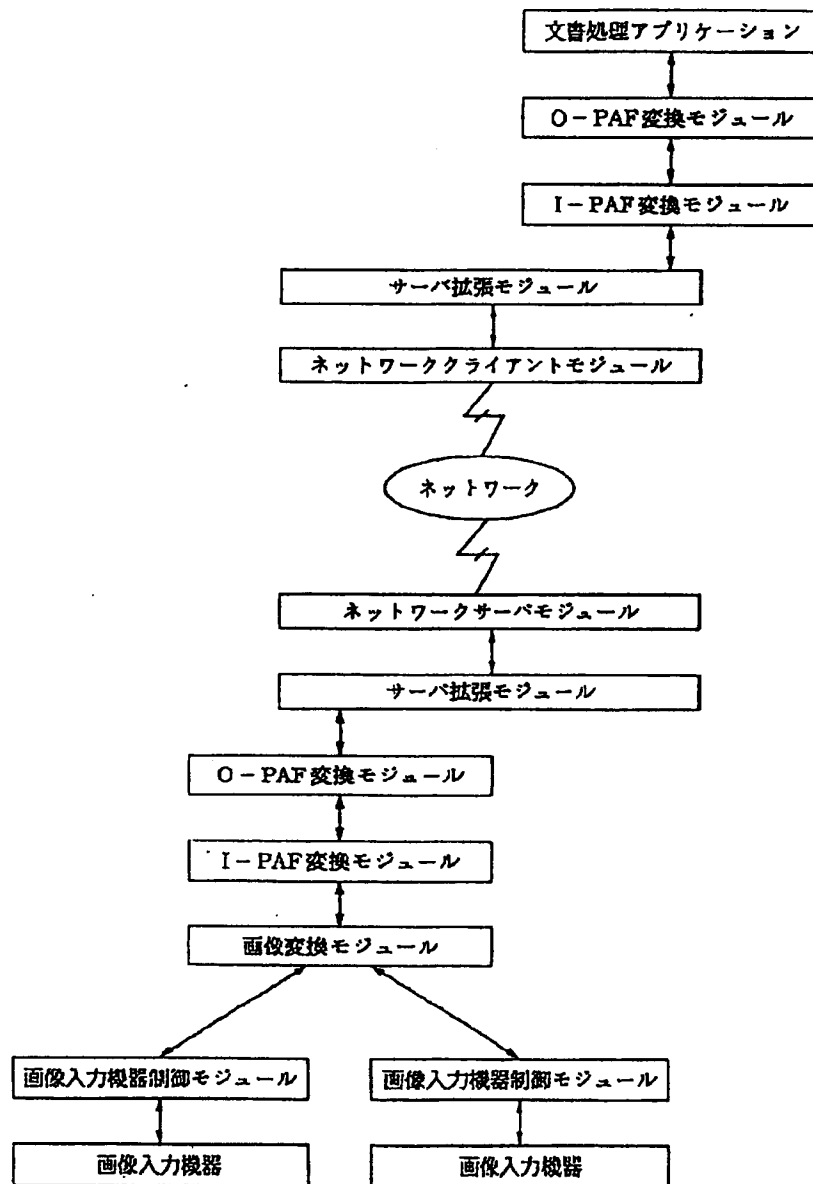 文書処理アプリケーション
O－PAF変換モジュール
I－PAF変換モジュール
サーバ拡張モジュール
ネットワーククライアントモジュール
ネットワーク
ネットワークサーバモジュール
サーバ拡張モジュール
O－PAF変換モジュール
I－PAF変換モジュール
画像変換モジュール
画像入力機器制御モジュール
画像入力機器制御モジュール
画像入力機器
画像入力機器